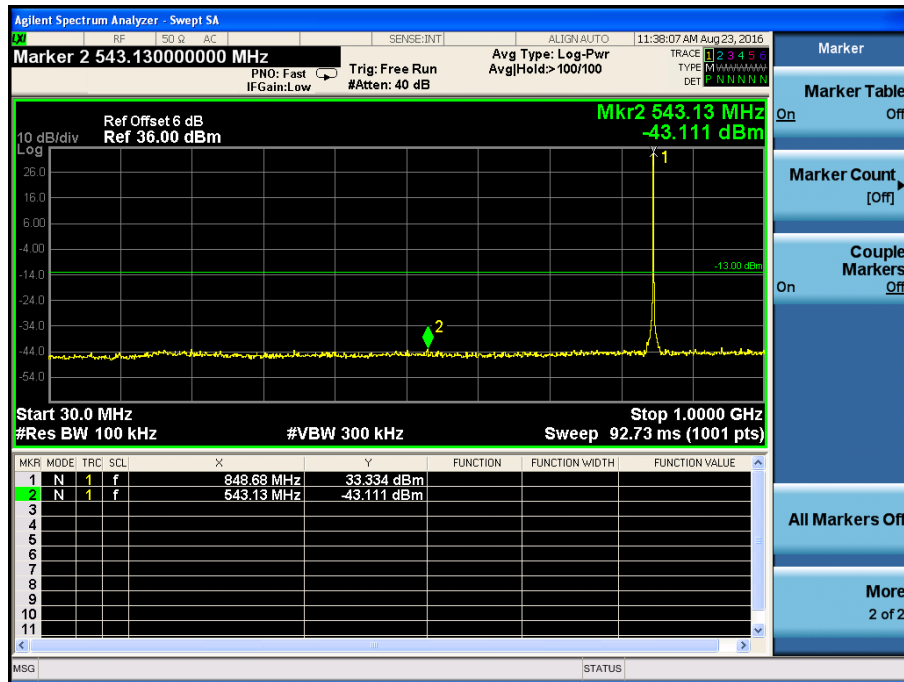 Agilent Spectrum Analyzer - Swept SA
LXI RF 50 Ω AC SENSE:INT ALIGN AUTO 11:38:07 AM Aug 23, 2016
Marker 2 543.130000000 MHz
PNO: Fast
IFGain:Low
Trig: Free Run
#Atten: 40 dB
Avg Type: Log-Pwr
Avg|Hold:>100/100
TRACE 1 2 3 4 5 6
TYPE M WWWWW
DET P N N N N N
Marker
Marker Table
On Off
Marker Count
[Off]
Couple
Markers
On Off
All Markers Off
More
2 of 2
Mkr2 543.13 MHz
-43.111 dBm
Ref Offset 6 dB
10 dB/div Ref 36.00 dBm
Log
1
26.0
16.0
6.00
-4.00
-13.00 dBm
-14.0
-24.0
-34.0
2
-44.0
-54.0
Start 30.0 MHz Stop 1.0000 GHz
#Res BW 100 kHz #VBW 300 kHz Sweep 92.73 ms (1001 pts)
MKR MODE TRC SCL X Y FUNCTION FUNCTION WIDTH FUNCTION VALUE
1 N 1 f 848.68 MHz 33.334 dBm
2 N 1 f 543.13 MHz -43.111 dBm
3
4
5
6
7
8
9
10
11
MSG STATUS